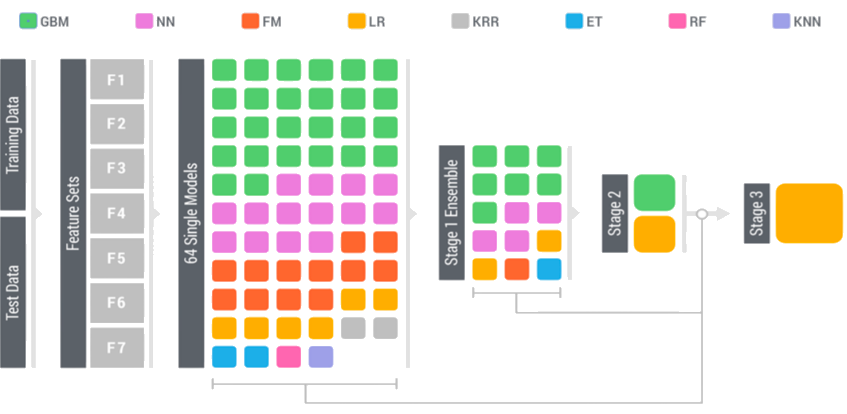 GBM NN FM LR KRR ET RF KNN
Training Data
Test Data
Feature Sets
F1
F2
F3
F4
F5
F6
F7
64 Single Models
Stage 1 Ensemble
Stage 2
Stage 3